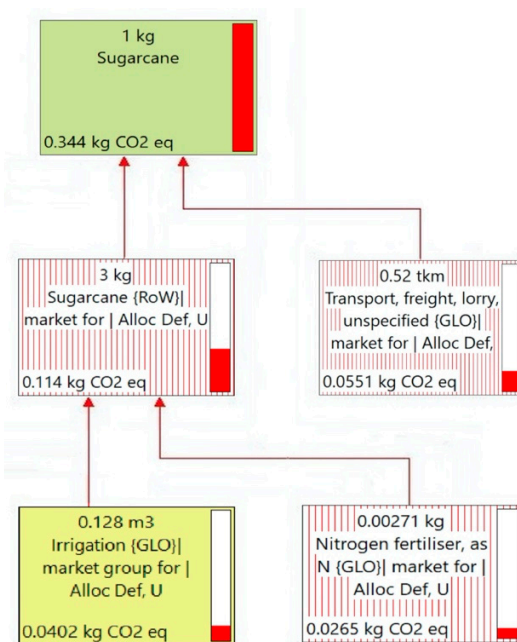 1 kg
Sugarcane
0.344 kg CO2 eq
3 kg
Sugarcane {RoW}|
market for | Alloc Def, U
0.114 kg CO2 eq
0.52 tkm
Transport, freight, lorry,
unspecified {GLO}|
market for | Alloc Def,
0.0551 kg CO2 eq
0.128 m3
Irrigation {GLO}|
market group for |
Alloc Def, U
0.0402 kg CO2 eq
0.00271 kg
Nitrogen fertiliser, as
N {GLO}| market for |
Alloc Def, U
0.0265 kg CO2 eq